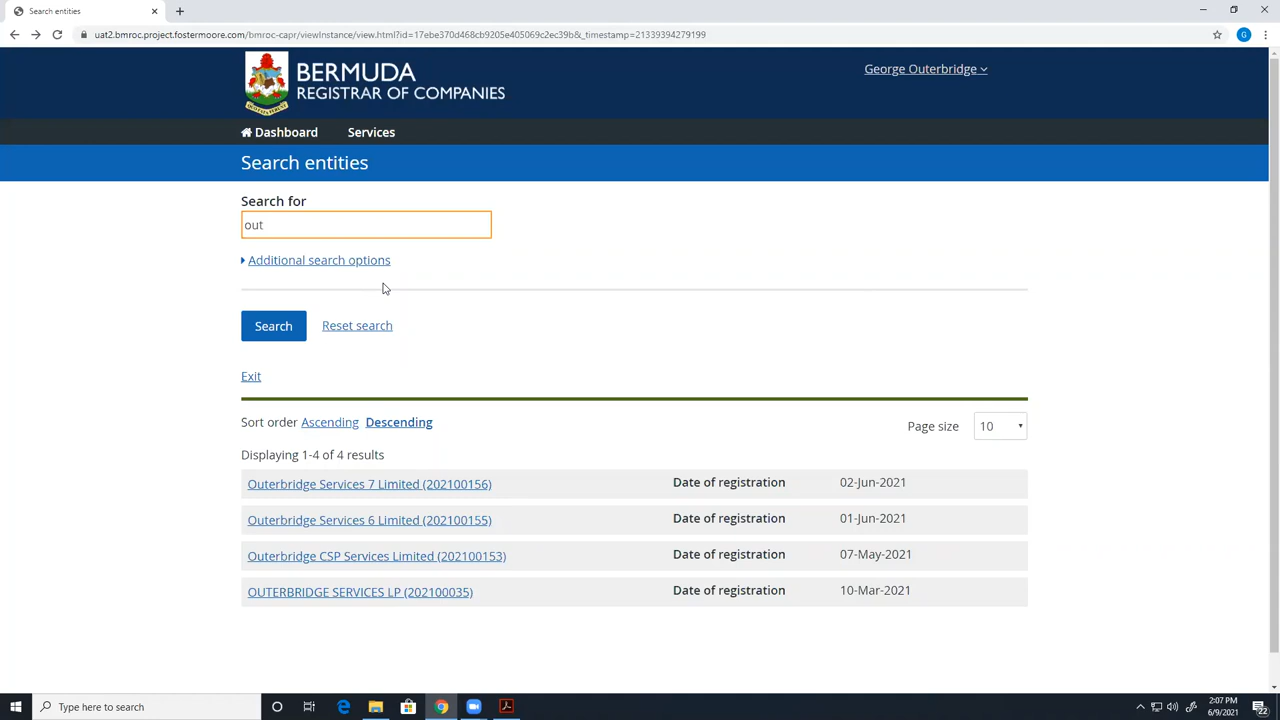 Search entities
uat2.bmroc.project.fostermoore.com/bmroc-capr/viewInstance/view.html?id=17ebe370d468cb9205e405069c2ec39b&_timestamp=21339394279199
G
BERMUDA
REGISTRAR OF COMPANIES
George Outerbridge
Dashboard Services
Search entities
Search for
out
Additional search options
Search Reset search
Exit
Sort order Ascending Descending
Page size 10
Displaying 1-4 of 4 results
Outerbridge Services 7 Limited (202100156) Date of registration 02-Jun-2021
Outerbridge Services 6 Limited (202100155) Date of registration 01-Jun-2021
Outerbridge CSP Services Limited (202100153) Date of registration 07-May-2021
OUTERBRIDGE SERVICES LP (202100035) Date of registration 10-Mar-2021
Type here to search
2:07 PM
6/9/2021
22